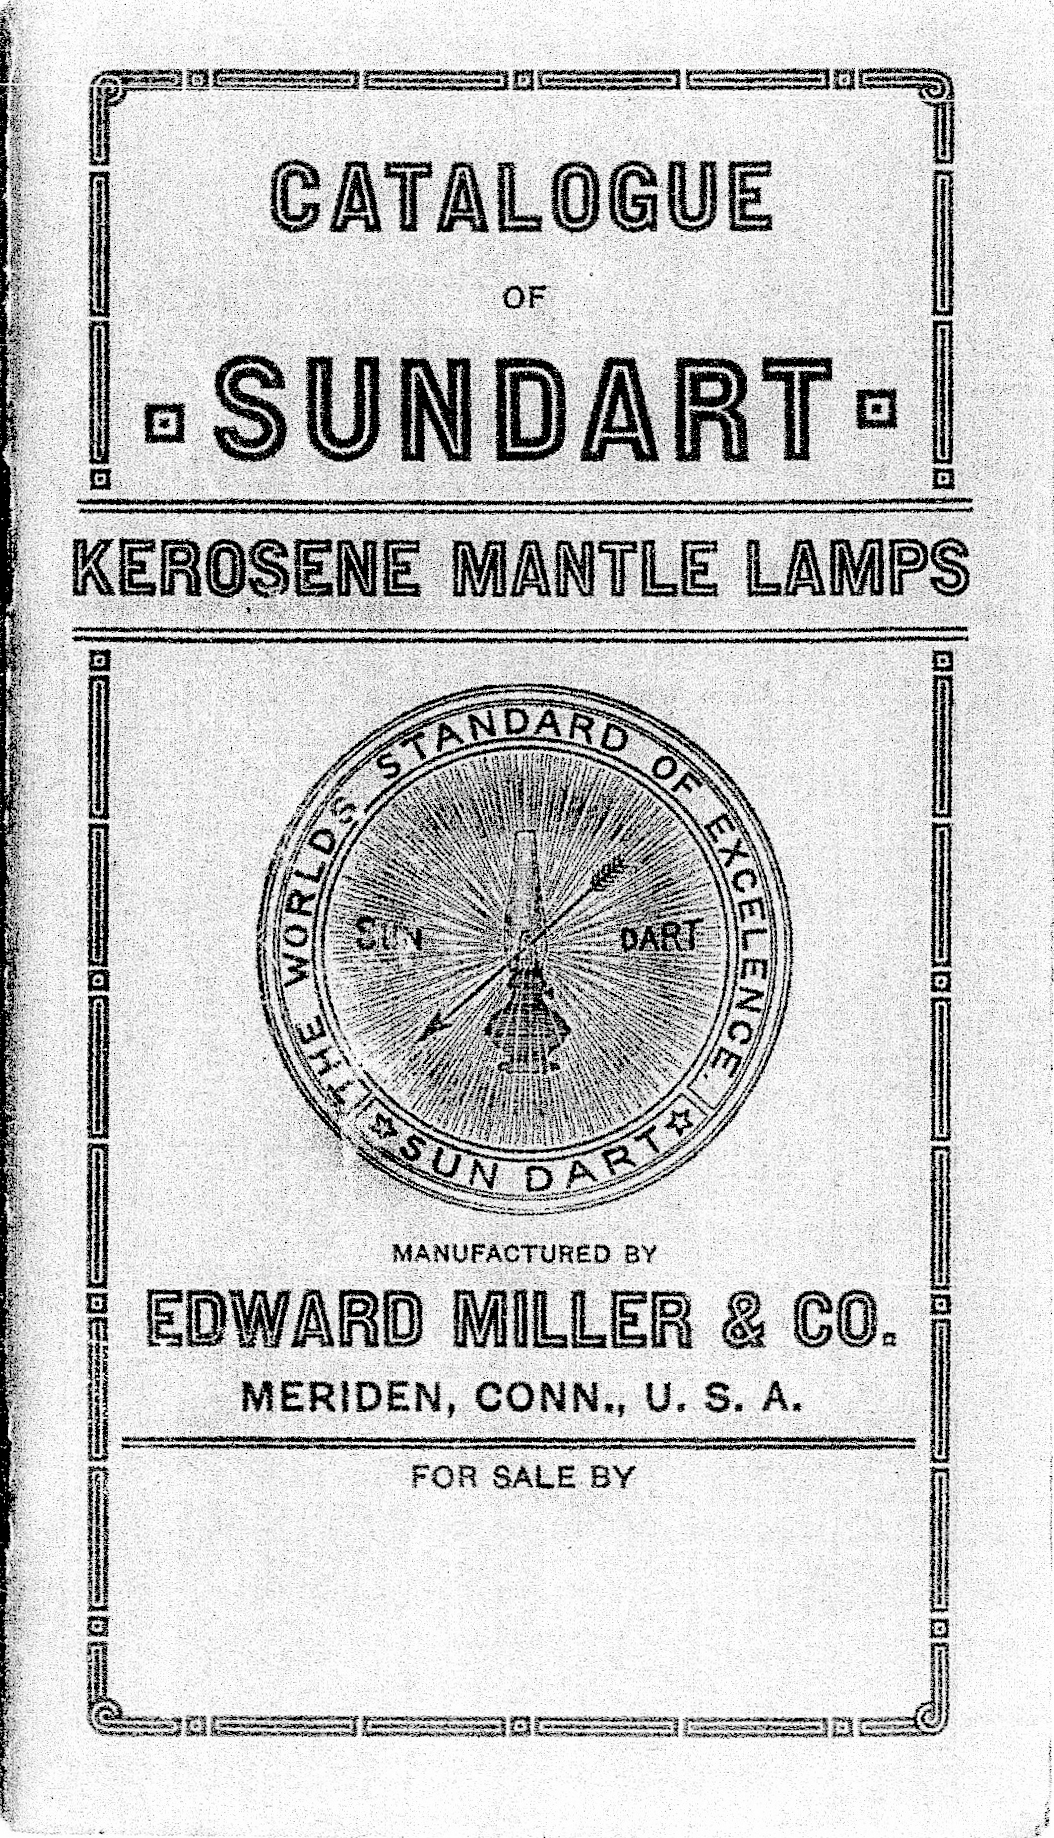 CATALOGUE
OF
SUNDART
KEROSENE MANTLE LAMPS
THE WORLDS STANDARD OF EXCELENCE.
SUN DART
SUN DART
MANUFACTURED BY
EDWARD MILLER & CO.
MERIDEN, CONN., U. S. A.
FOR SALE BY